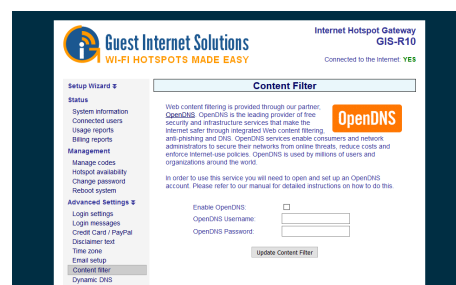 Guest Internet Solutions
WI-FI HOTSPOTS MADE EASY
Internet Hotspot Gateway
GIS-R10
Connected to the Internet: YES
Setup Wizard
Status
System information
Connected users
Usage reports
Billing reports
Management
Manage codes
Hotspot availability
Change password
Reboot system
Advanced Settings
Login settings
Login messages
Credit Card / PayPal
Disclaimer text
Time zone
Email setup
Content filter
Dynamic DNS
Content Filter
Web content filtering is provided through our partner,
OpenDNS. OpenDNS is the leading provider of free
security and infrastructure services that make the
Internet safer through integrated Web content filtering,
anti-phishing and DNS. OpenDNS services enable consumers and network
administrators to secure their networks from online threats, reduce costs and
enforce Internet-use policies. OpenDNS is used by millions of users and
organizations around the world.
OpenDNS
In order to use this service you will need to open and set up an OpenDNS
account. Please refer to our manual for detailed instructions on how to do this.
Enable OpenDNS:
OpenDNS Username:
OpenDNS Password:
Update Content Filter